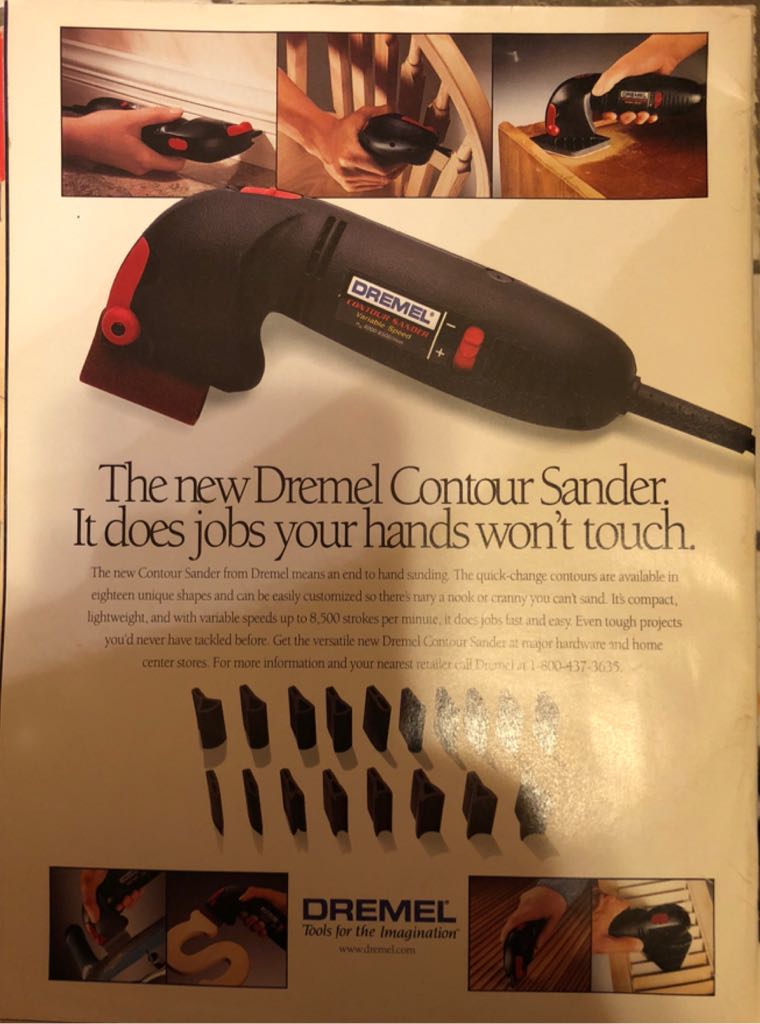 DREMEL
DREMEL®
CONTOUR SANDER
Variable Speed
−
+
The new Dremel Contour Sander.
It does jobs your hands won't touch.
The new Contour Sander from Dremel means an end to hand sanding. The quick-change contours are available in
eighteen unique shapes and can be easily customized so there's nary a nook or cranny you can't sand. It's compact,
lightweight, and with variable speeds up to 8,500 strokes per minute, it does jobs fast and easy. Even tough projects
you'd never have tackled before. Get the versatile new Dremel Contour Sander at major hardware and home
center stores. For more information and your nearest retailer call Dremel at 1-800-437-3635.
DREMEL®
Tools for the Imagination™
www.dremel.com